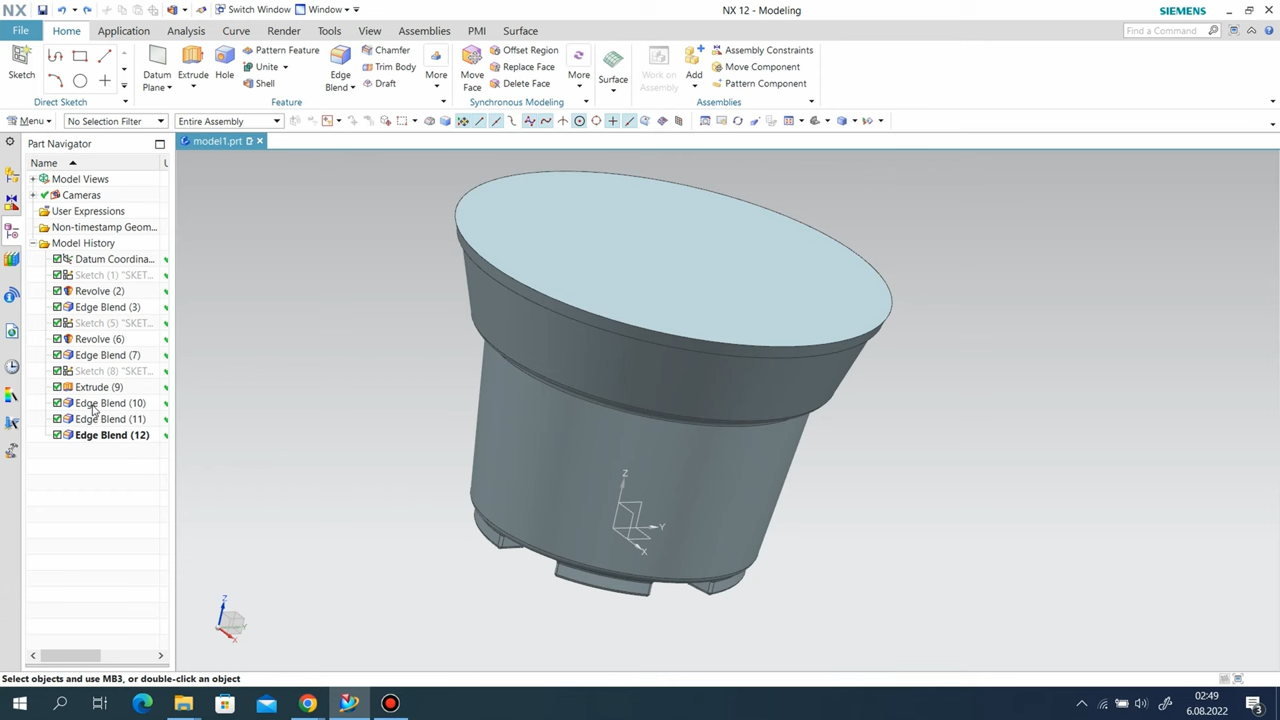 NX
Switch Window
Window
NX 12 - Modeling
SIEMENS
File
Home
Application
Analysis
Curve
Render
Tools
View
Assemblies
PMI
Surface
Find a Command
Sketch
Direct Sketch
Datum
Plane
Extrude
Hole
Pattern Feature
Unite
Shell
Edge
Blend
Chamfer
Trim Body
Draft
More
Feature
Move
Face
Offset Region
Replace Face
Delete Face
More
Synchronous Modeling
Surface
Work on
Assembly
Add
Assembly Constraints
Move Component
Pattern Component
Assemblies
Menu
No Selection Filter
Entire Assembly
Part Navigator
model1.prt
Name
U
Model Views
Cameras
User Expressions
Non-timestamp Geom...
Model History
Datum Coordina...
Sketch (1) "SKET...
Revolve (2)
Edge Blend (3)
Sketch (5) "SKET...
Revolve (6)
Edge Blend (7)
Sketch (8) "SKET...
Extrude (9)
Edge Blend (10)
Edge Blend (11)
Edge Blend (12)
Z
Y
X
Z
Y
X
Select objects and use MB3, or double-click an object
02:49
6.08.2022
3